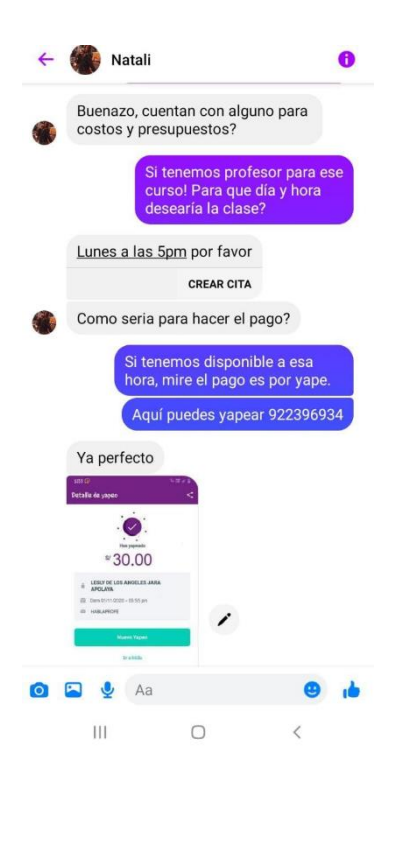 Natali
Buenazo, cuentan con alguno para
costos y presupuestos?
Si tenemos profesor para ese
curso! Para que día y hora
desearía la clase?
Lunes a las 5pm por favor
CREAR CITA
Como seria para hacer el pago?
Si tenemos disponible a esa
hora, mire el pago es por yape.
Aquí puedes yapear 922396934
Ya perfecto
Detalle de yapeo
S/ 30.00
LESLY DE LOS ANGELES JARA
APOLAYA
Nuevo Yapeo
Aa